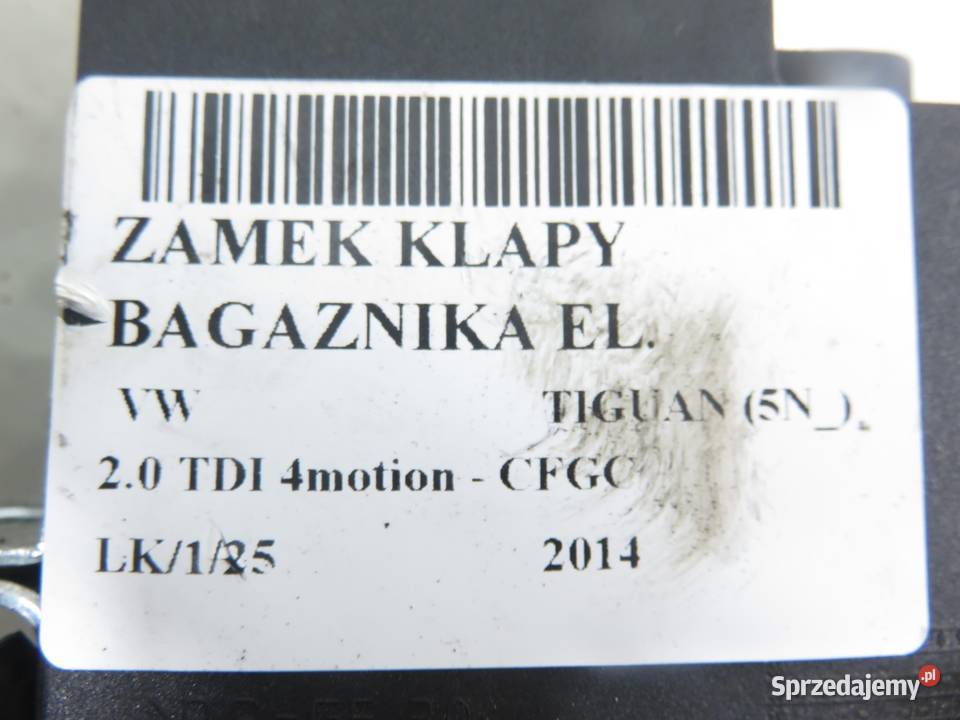 ZAMEK KLAPY
BAGAZNIKA EL.
VW TIGUAN (5N_),
2.0 TDI 4motion - CFGC
LK/1/25 2014
Sprzedajemy.pl